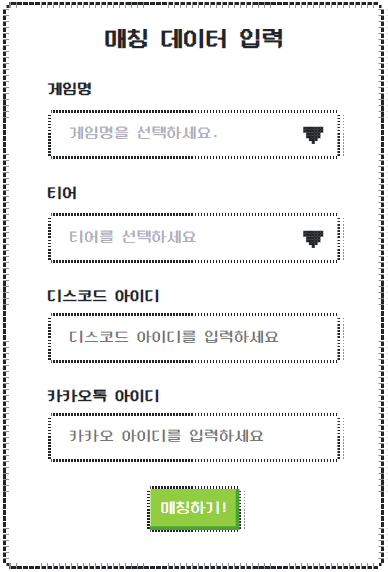 매칭 데이터 입력
게임명
게임명을 선택하세요.
티어
티어를 선택하세요
디스코드 아이디
디스코드 아이디를 입력하세요
카카오톡 아이디
카카오 아이디를 입력하세요
매칭하기!